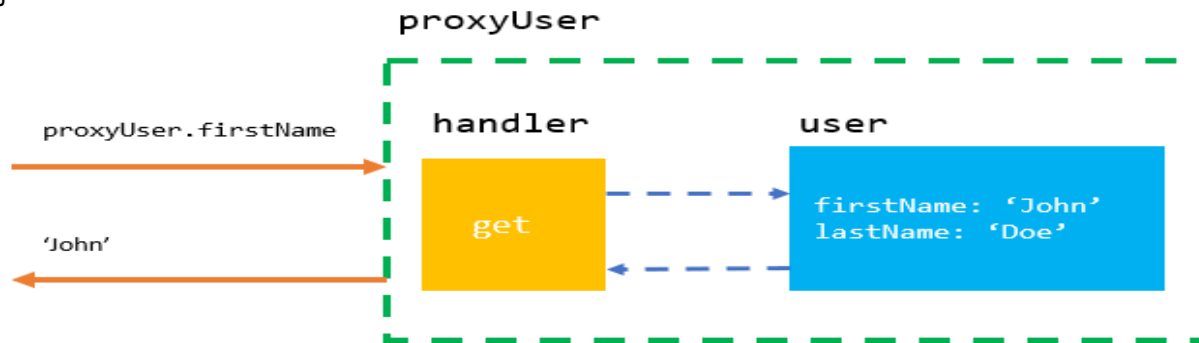 proxyUser
proxyUser.firstName
handler
user
get
firstName: ‘John’
lastName: ‘Doe’
‘John’